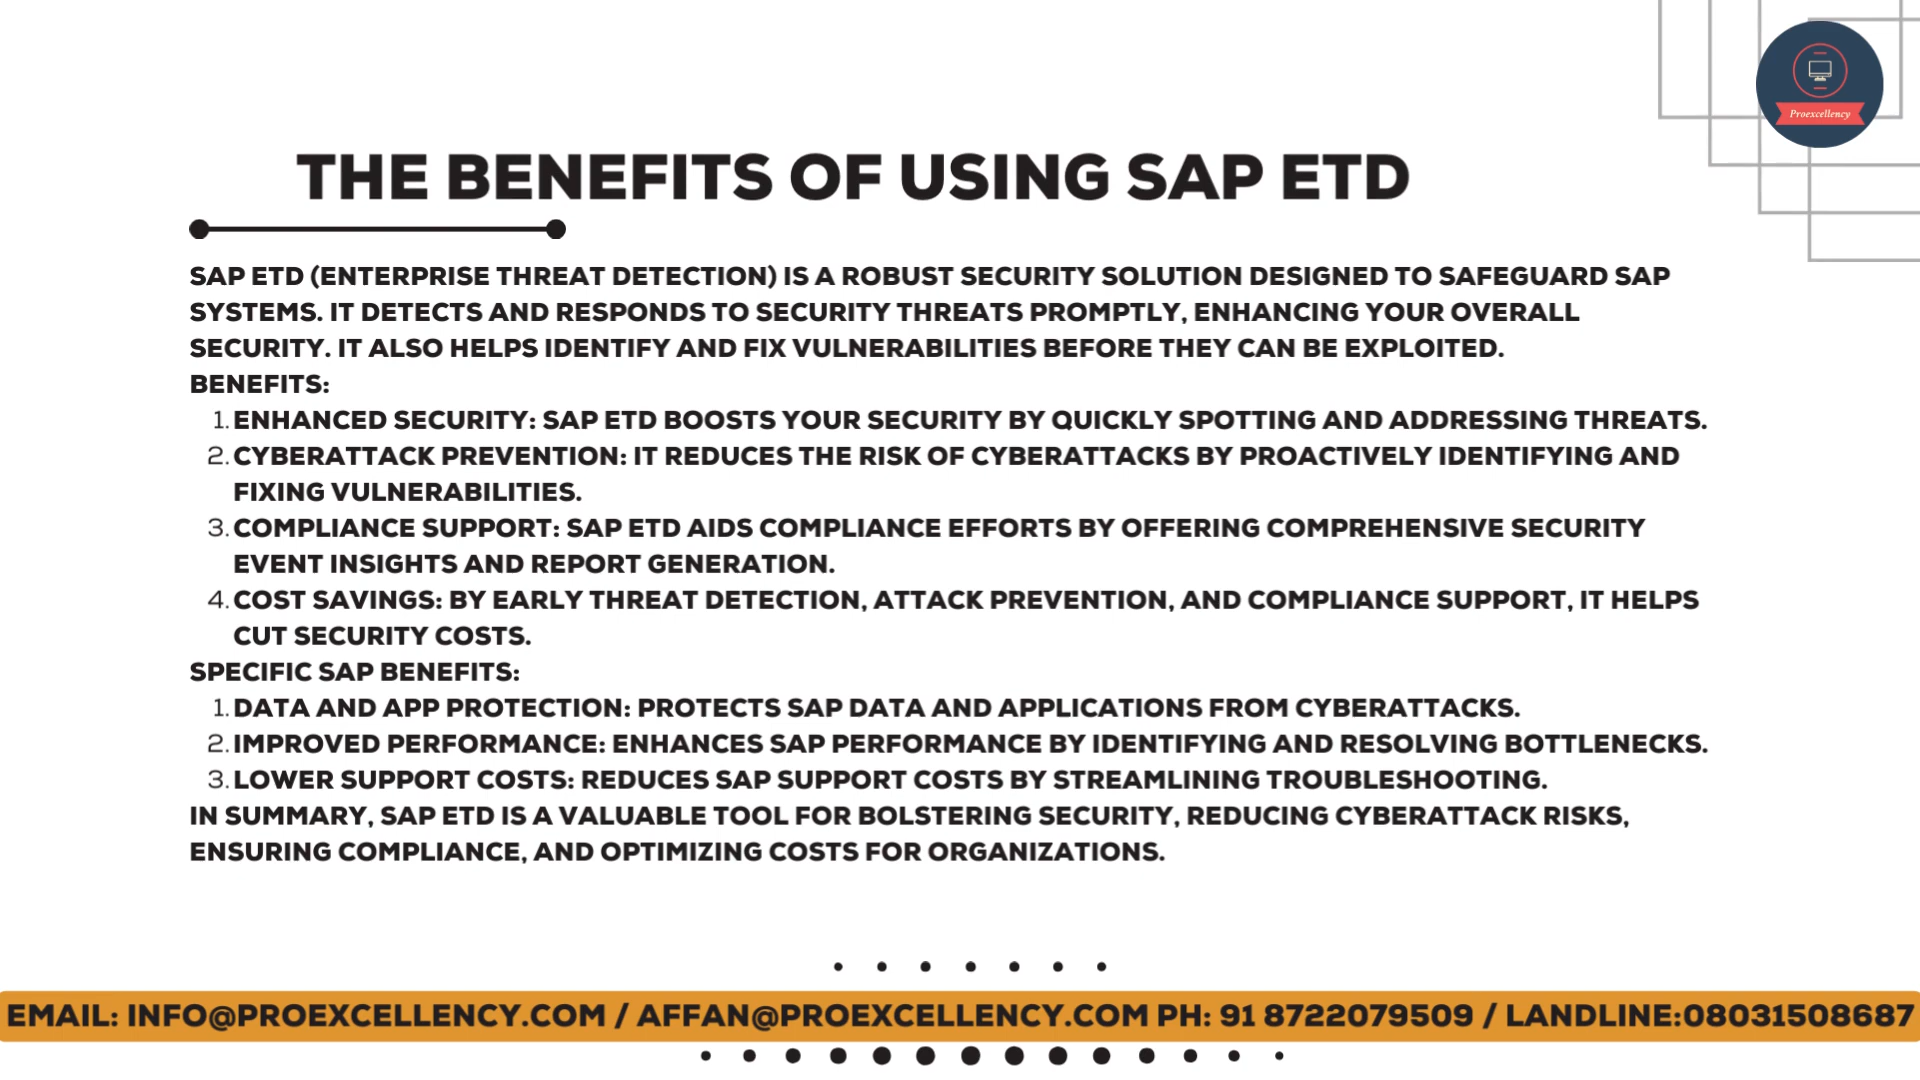 Proexcellency
THE BENEFITS OF USING SAP ETD
SAP ETD (ENTERPRISE THREAT DETECTION) IS A ROBUST SECURITY SOLUTION DESIGNED TO SAFEGUARD SAP
SYSTEMS. IT DETECTS AND RESPONDS TO SECURITY THREATS PROMPTLY, ENHANCING YOUR OVERALL
SECURITY. IT ALSO HELPS IDENTIFY AND FIX VULNERABILITIES BEFORE THEY CAN BE EXPLOITED.
BENEFITS:
1. ENHANCED SECURITY: SAP ETD BOOSTS YOUR SECURITY BY QUICKLY SPOTTING AND ADDRESSING THREATS.
2. CYBERATTACK PREVENTION: IT REDUCES THE RISK OF CYBERATTACKS BY PROACTIVELY IDENTIFYING AND
FIXING VULNERABILITIES.
3. COMPLIANCE SUPPORT: SAP ETD AIDS COMPLIANCE EFFORTS BY OFFERING COMPREHENSIVE SECURITY
EVENT INSIGHTS AND REPORT GENERATION.
4. COST SAVINGS: BY EARLY THREAT DETECTION, ATTACK PREVENTION, AND COMPLIANCE SUPPORT, IT HELPS
CUT SECURITY COSTS.
SPECIFIC SAP BENEFITS:
1. DATA AND APP PROTECTION: PROTECTS SAP DATA AND APPLICATIONS FROM CYBERATTACKS.
2. IMPROVED PERFORMANCE: ENHANCES SAP PERFORMANCE BY IDENTIFYING AND RESOLVING BOTTLENECKS.
3. LOWER SUPPORT COSTS: REDUCES SAP SUPPORT COSTS BY STREAMLINING TROUBLESHOOTING.
IN SUMMARY, SAP ETD IS A VALUABLE TOOL FOR BOLSTERING SECURITY, REDUCING CYBERATTACK RISKS,
ENSURING COMPLIANCE, AND OPTIMIZING COSTS FOR ORGANIZATIONS.
EMAIL: INFO@PROEXCELLENCY.COM / AFFAN@PROEXCELLENCY.COM PH: 91 8722079509 / LANDLINE:08031508687